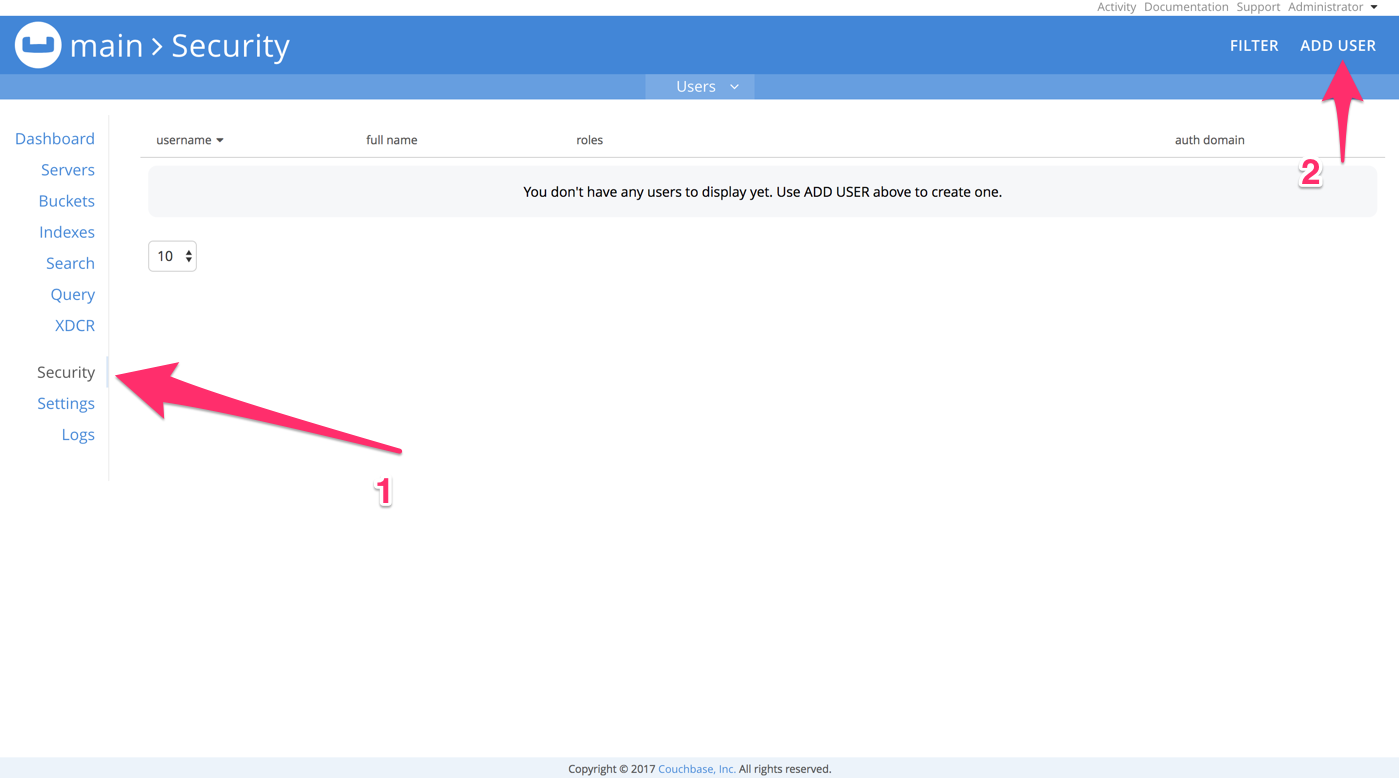 Activity Documentation Support Administrator
main > Security
FILTER ADD USER
Users
Dashboard
Servers
Buckets
Indexes
Search
Query
XDCR
Security
Settings
Logs
username full name roles auth domain
You don't have any users to display yet. Use ADD USER above to create one.
10
2
1
Copyright © 2017 Couchbase, Inc. All rights reserved.